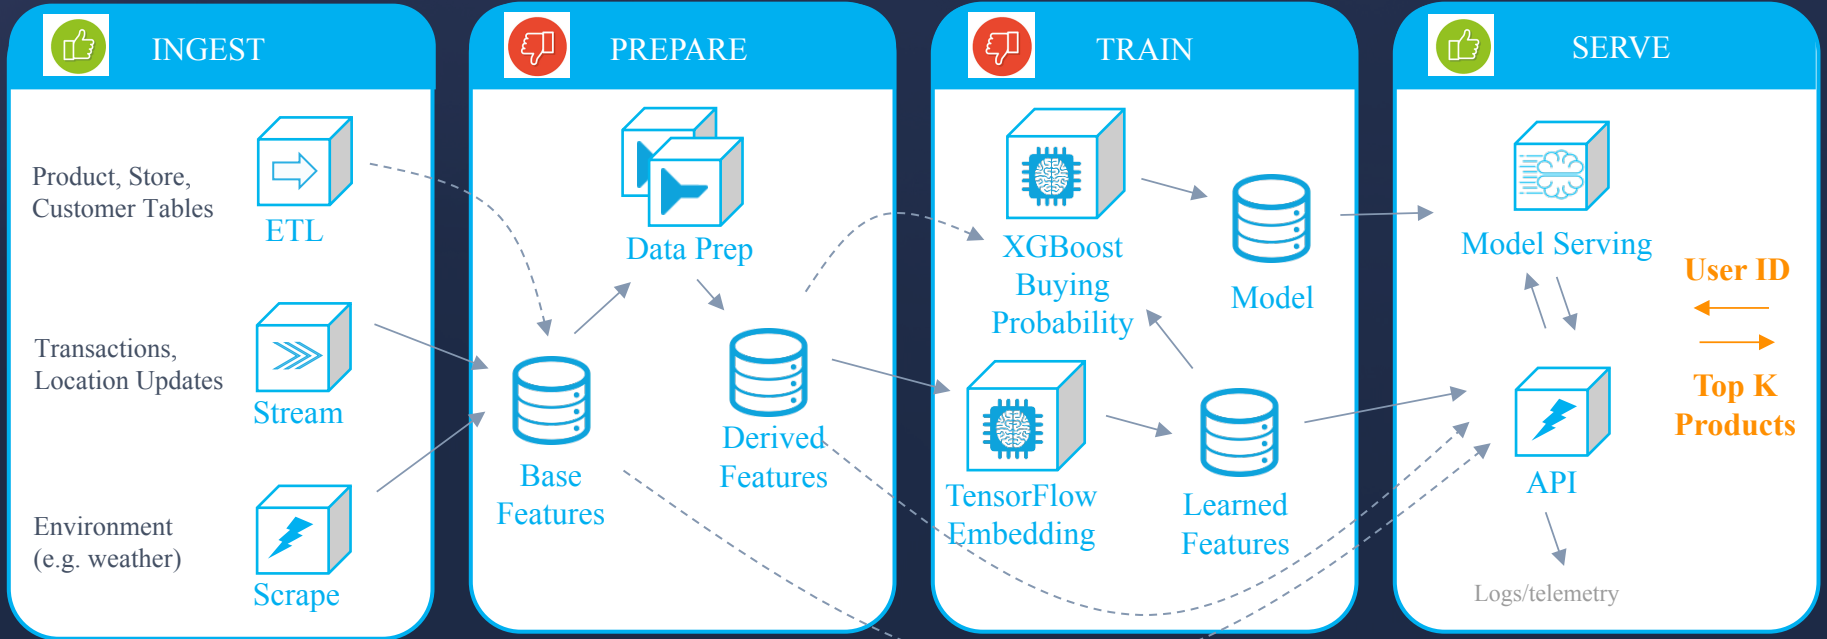 INGEST
Product, Store,
Customer Tables
ETL
Transactions,
Location Updates
Stream
Environment
(e.g. weather)
Scrape
PREPARE
Data Prep
Base
Features
Derived
Features
TRAIN
XGBoost
Buying
Probability
Model
TensorFlow
Embedding
Learned
Features
SERVE
Model Serving
User ID
Top K
Products
API
Logs/telemetry